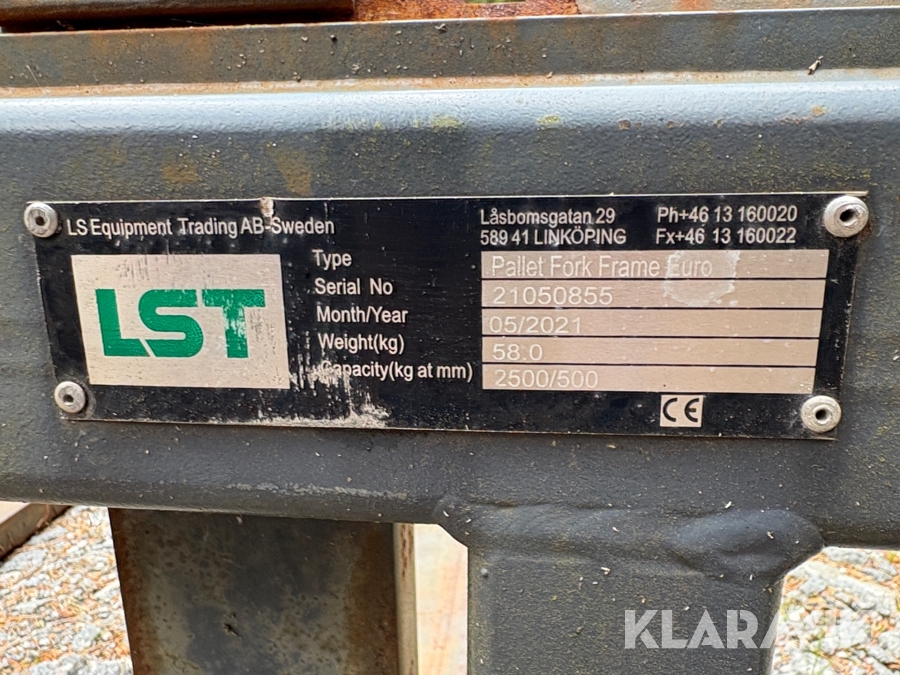 LS Equipment Trading AB-Sweden
Låsbomsgatan 29 Ph+46 13 160020
589 41 LINKÖPING Fx+46 13 160022
LST
Type Pallet Fork Frame Euro
Serial No 21050855
Month/Year 05/2021
Weight(kg) 58.0
Capacity(kg at mm) 2500/500
CE
KLARAVIK